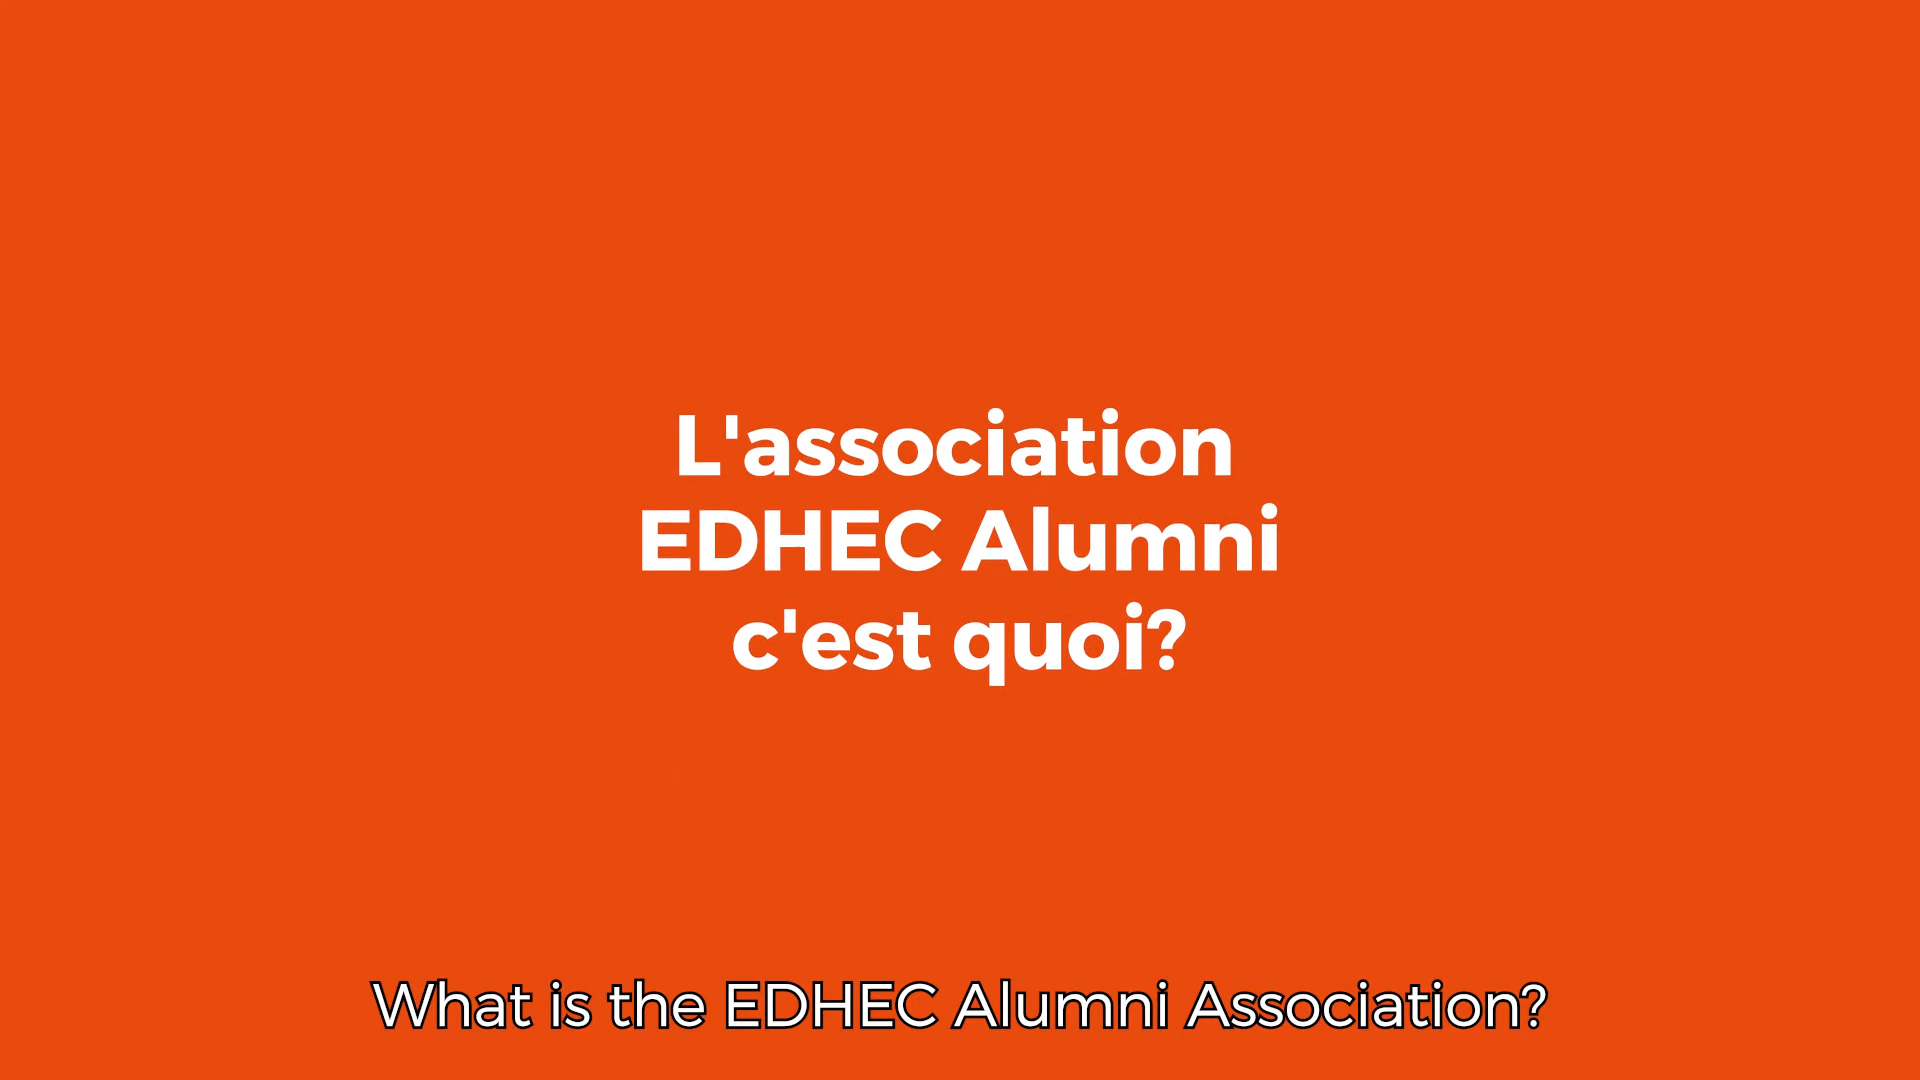 L'association
EDHEC Alumni
c'est quoi?
What is the EDHEC Alumni Association?